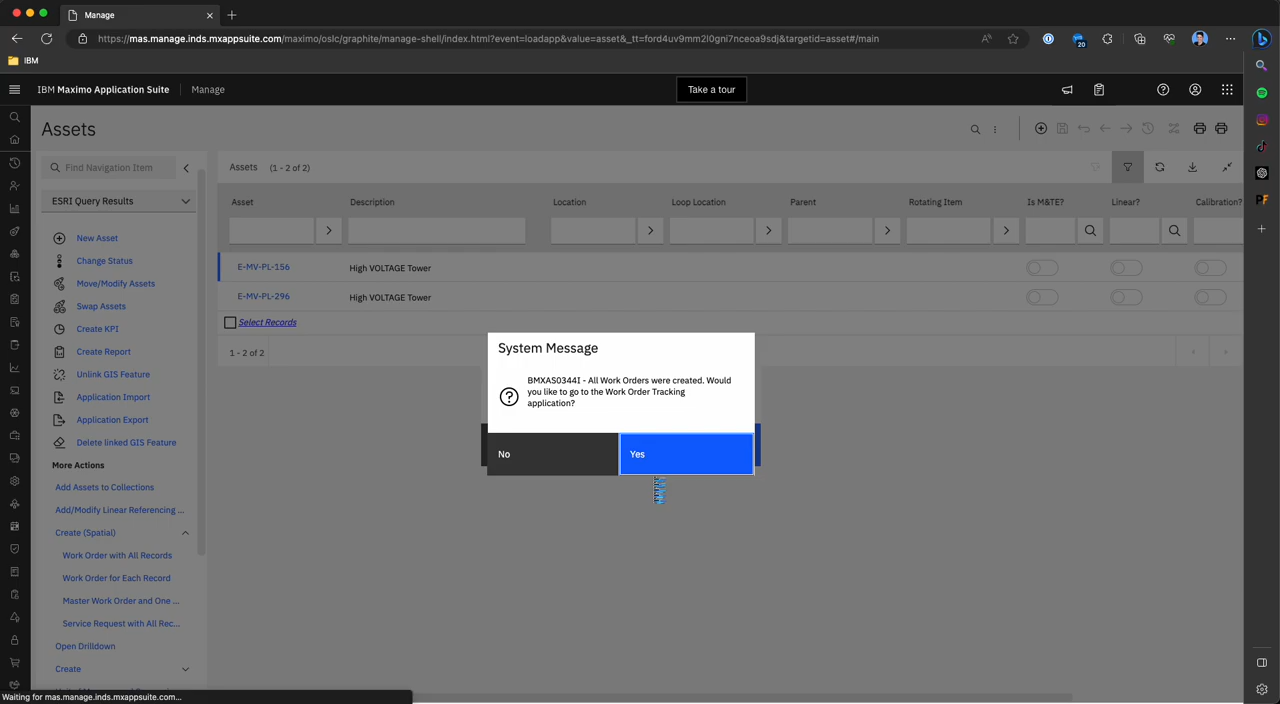 Manage
https://mas.manage.inds.mxappsuite.com/maximo/oslc/graphite/manage-shell/index.html?event=loadapp&value=asset&_tt=ford4uv9mm2l0gni7nceoa9sdj&targetid=asset#/main
20
IBM
IBM Maximo Application Suite
Manage
Take a tour
Assets
Find Navigation Item
Assets (1 - 2 of 2)
ESRI Query Results
Asset Description Location Loop Location Parent Rotating Item Is M&TE? Linear? Calibration?
New Asset
Change Status
Move/Modify Assets
Swap Assets
Create KPI
Create Report
Unlink GIS Feature
Application Import
Application Export
Delete linked GIS Feature
More Actions
Add Assets to Collections
Add/Modify Linear Referencing ...
Create (Spatial)
Work Order with All Records
Work Order for Each Record
Master Work Order and One ...
Service Request with All Rec...
Open Drilldown
Create
E-MV-PL-156 High VOLTAGE Tower
E-MV-PL-296 High VOLTAGE Tower
Select Records
1 - 2 of 2
System Message
BMXAS0344I - All Work Orders were created. Would
you like to go to the Work Order Tracking
application?
No
Yes
Waiting for mas.manage.inds.mxappsuite.com...